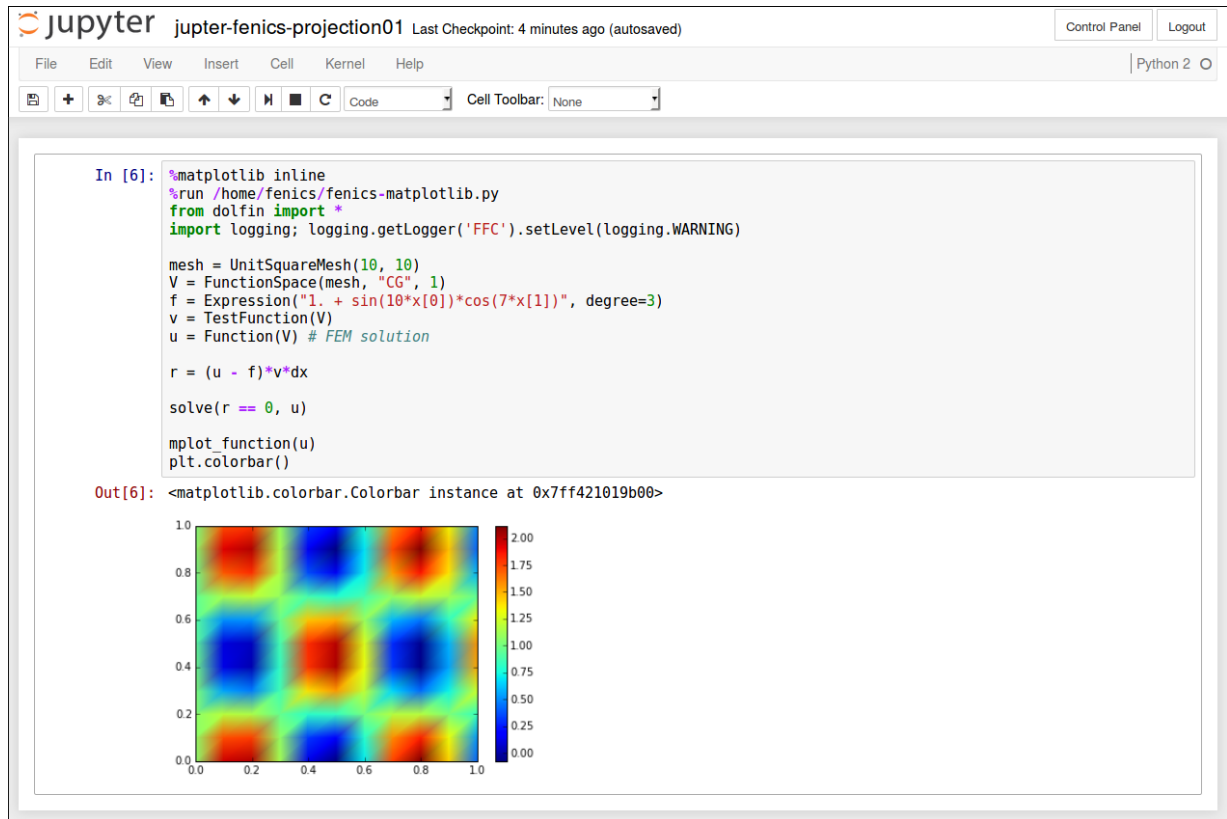 jupyter jupter-fenics-projection01 Last Checkpoint: 4 minutes ago (autosaved) Control Panel Logout
File Edit View Insert Cell Kernel Help Python 2
Code Cell Toolbar: None
In [6]: %matplotlib inline
%run /home/fenics/fenics-matplotlib.py
from dolfin import *
import logging; logging.getLogger('FFC').setLevel(logging.WARNING)
mesh = UnitSquareMesh(10, 10)
V = FunctionSpace(mesh, "CG", 1)
f = Expression("1. + sin(10*x[0])*cos(7*x[1])", degree=3)
v = TestFunction(V)
u = Function(V) # FEM solution
r = (u - f)*v*dx
solve(r == 0, u)
mplot_function(u)
plt.colorbar()
Out[6]: <matplotlib.colorbar.Colorbar instance at 0x7ff421019b00>
1.0
0.8
0.6
0.4
0.2
0.0
0.0 0.2 0.4 0.6 0.8 1.0
2.00
1.75
1.50
1.25
1.00
0.75
0.50
0.25
0.00